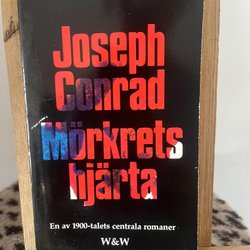 Joseph
Conrad
Mörkrets
hjärta
En av 1900-talets centrala romaner
W&W